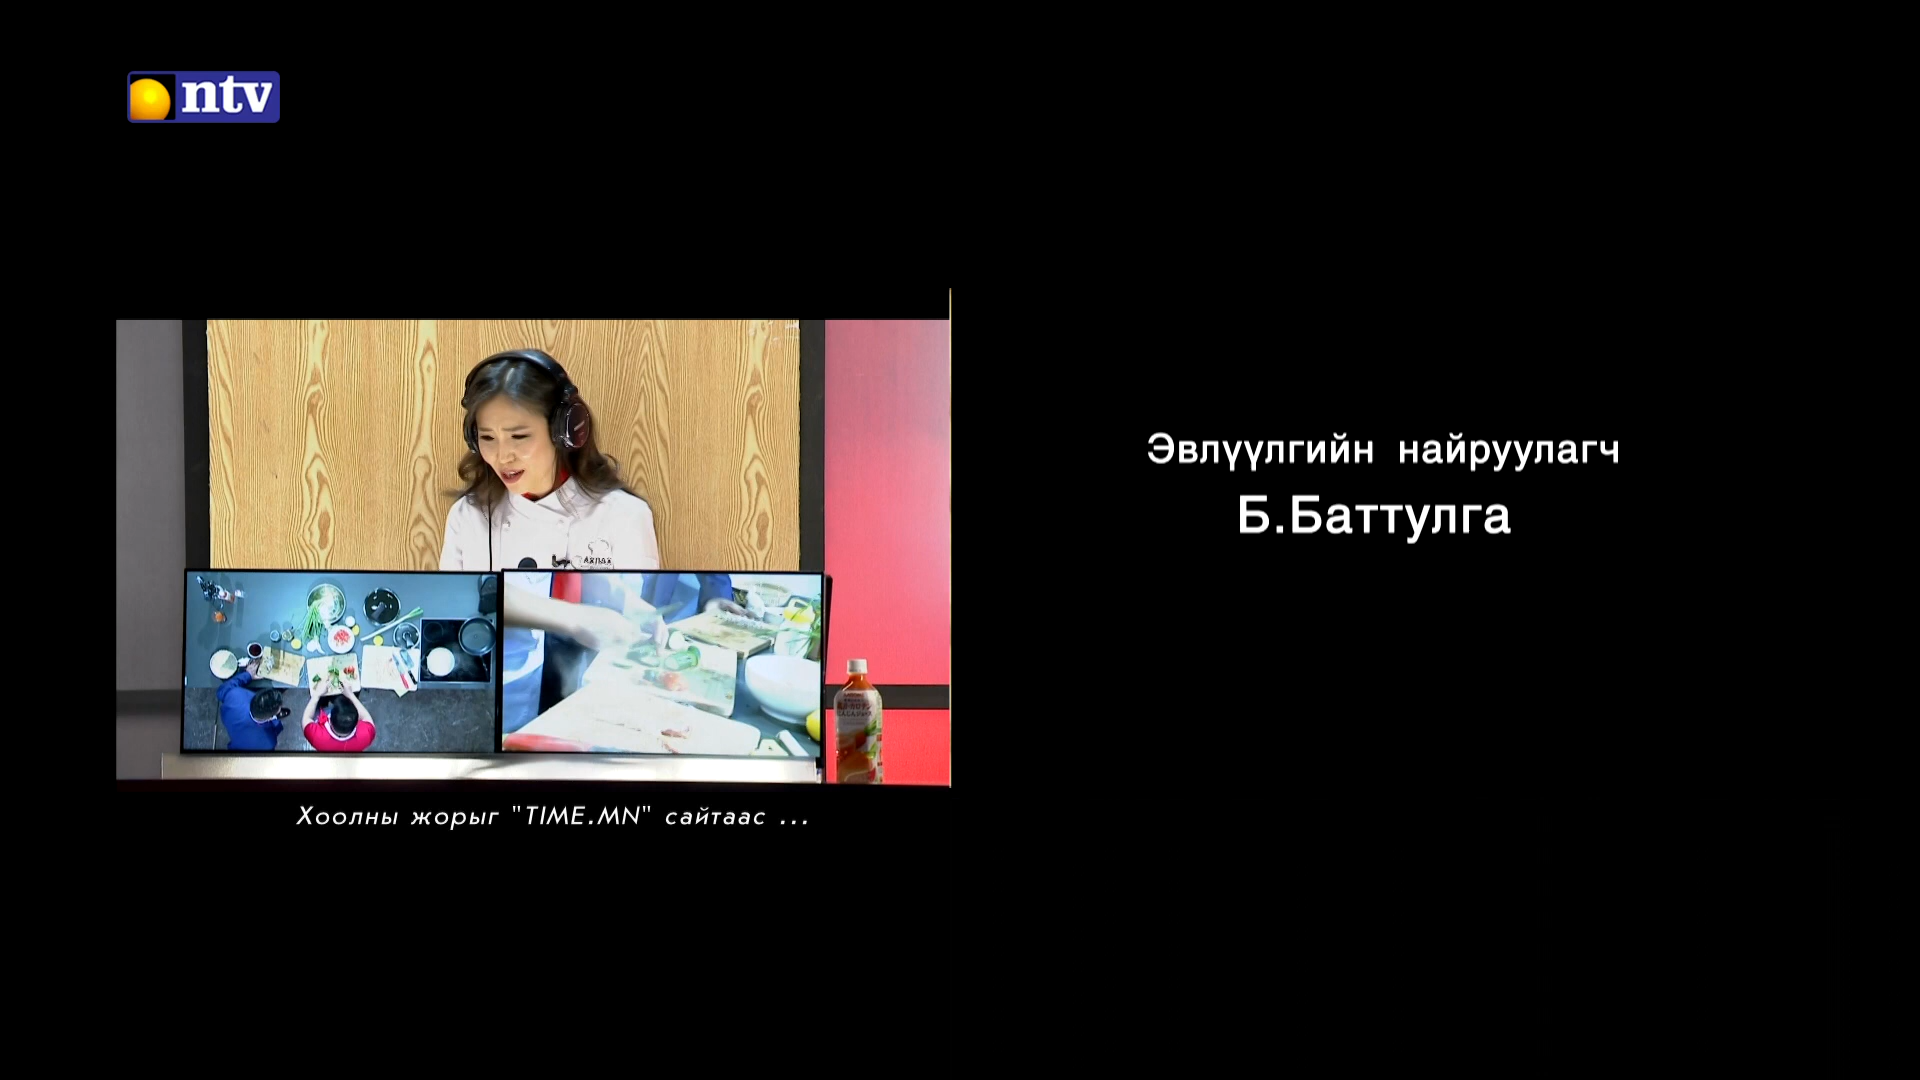 ntv
Эвлүүлгийн найруулагч
Б.Баттулга
Хоолны жорыг "TIME.MN" сайтаас ...